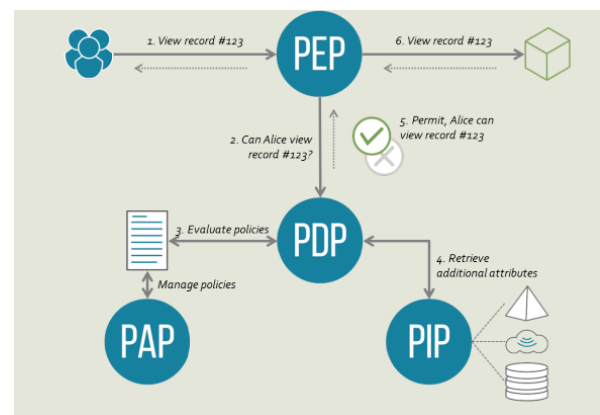 1. View record #123
PEP
6. View record #123
2. Can Alice view
record #123?
5. Permit, Alice can
view record #123
3. Evaluate policies
PDP
4. Retrieve
additional attributes
Manage policies
PAP
PIP